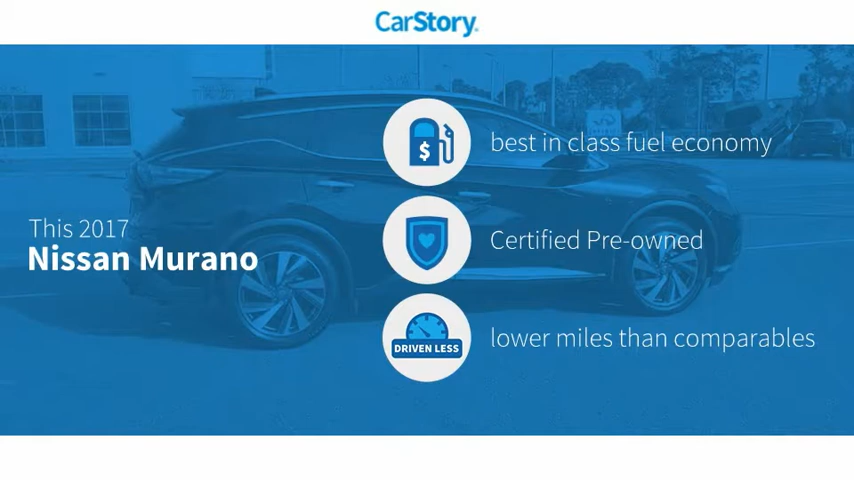 CarStory.
best in class fuel economy
This 2017
Nissan Murano
$
Certified Pre-owned
DRIVEN LESS
lower miles than comparables